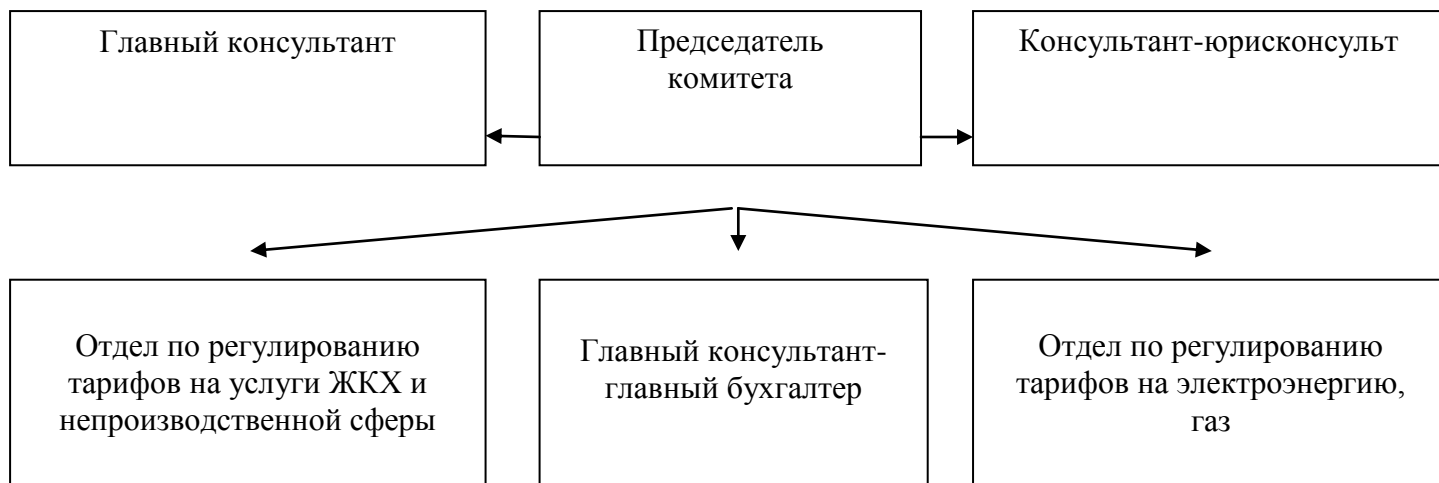 Главный консультант
Председатель
комитета
Консультант-юрисконсульт
Отдел по регулированию
тарифов на услуги ЖКХ и
непроизводственной сферы
Главный консультант-
главный бухгалтер
Отдел по регулированию
тарифов на электроэнергию,
газ